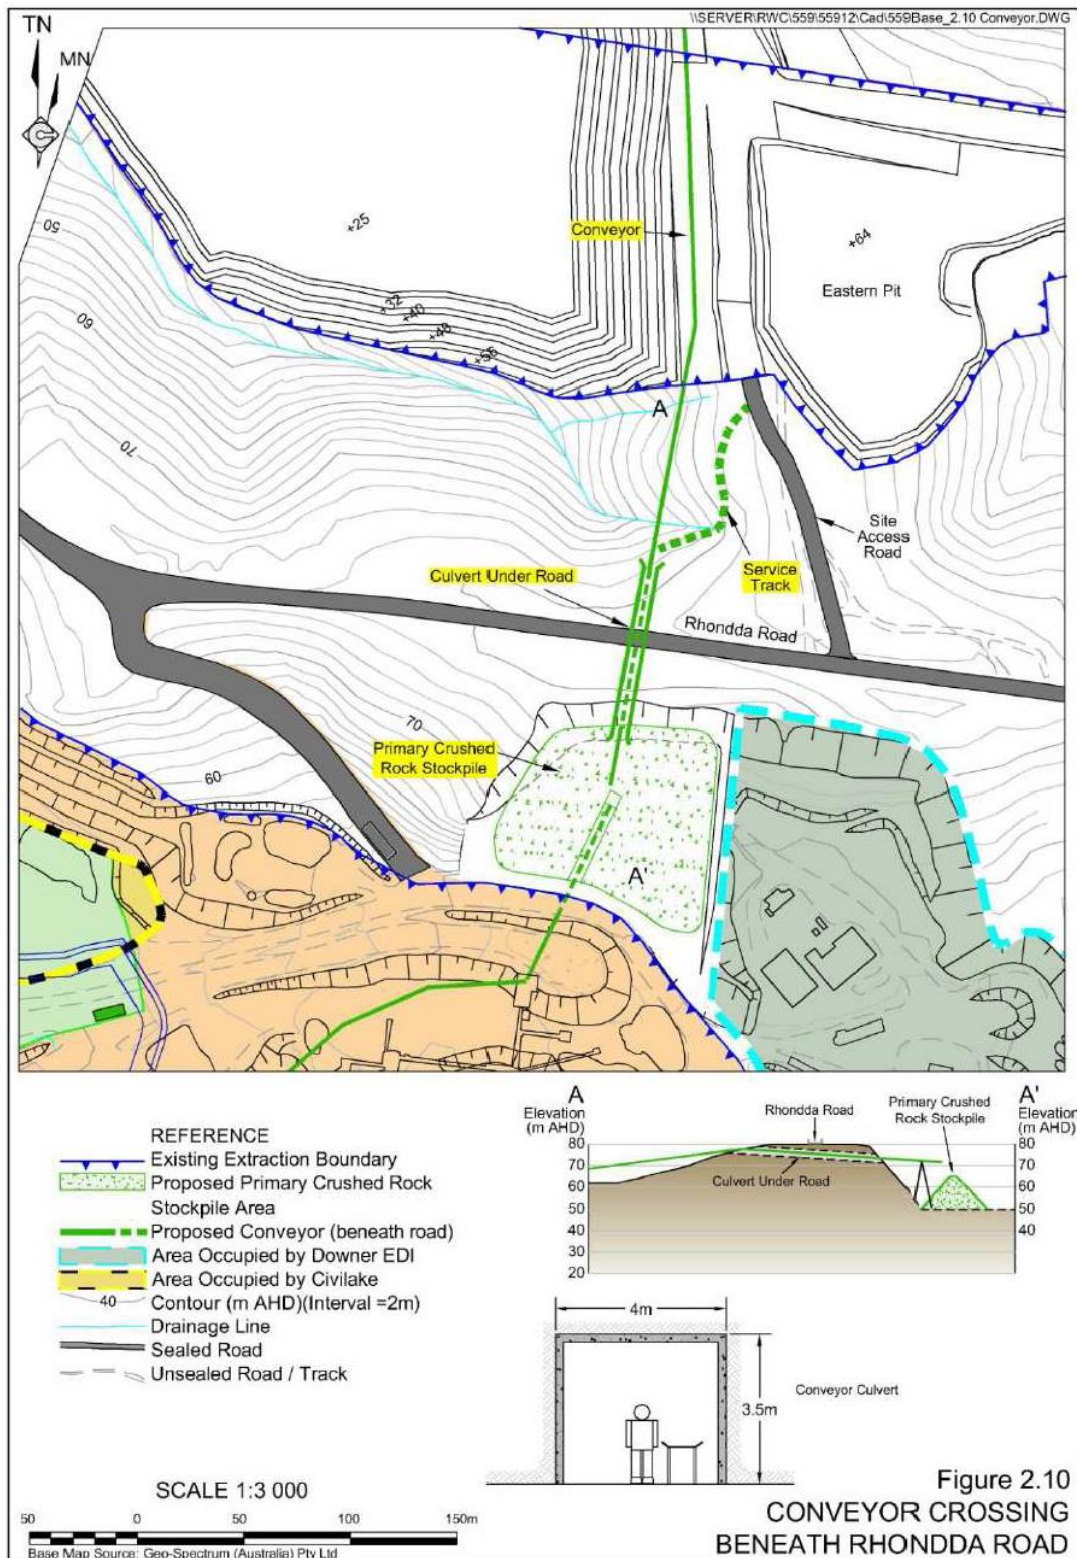 \\SERVER\RWC\559\55912\Cad\559Base_2.10 Conveyor.DWG
TN
MN
+25
Conveyor
+64
Eastern Pit
50
+32
+40
+48
+56
60
A
70
Site
Access
Road
Culvert Under Road
Service
Track
Rhondda Road
70
Primary Crushed
Rock Stockpile
60
A'
A
Elevation
(m AHD)
Rhondda Road
Primary Crushed
Rock Stockpile
A'
Elevation
(m AHD)
80
70
60
50
40
30
20
Culvert Under Road
80
70
60
50
40
REFERENCE
Existing Extraction Boundary
Proposed Primary Crushed Rock
Stockpile Area
Proposed Conveyor (beneath road)
Area Occupied by Downer EDI
Area Occupied by Civilake
40 Contour (m AHD)(Interval =2m)
Drainage Line
Sealed Road
Unsealed Road / Track
4m
3.5m
Conveyor Culvert
SCALE 1:3 000
50 0 50 100 150m
Base Map Source: Geo-Spectrum (Australia) Pty Ltd
Figure 2.10
CONVEYOR CROSSING
BENEATH RHONDDA ROAD